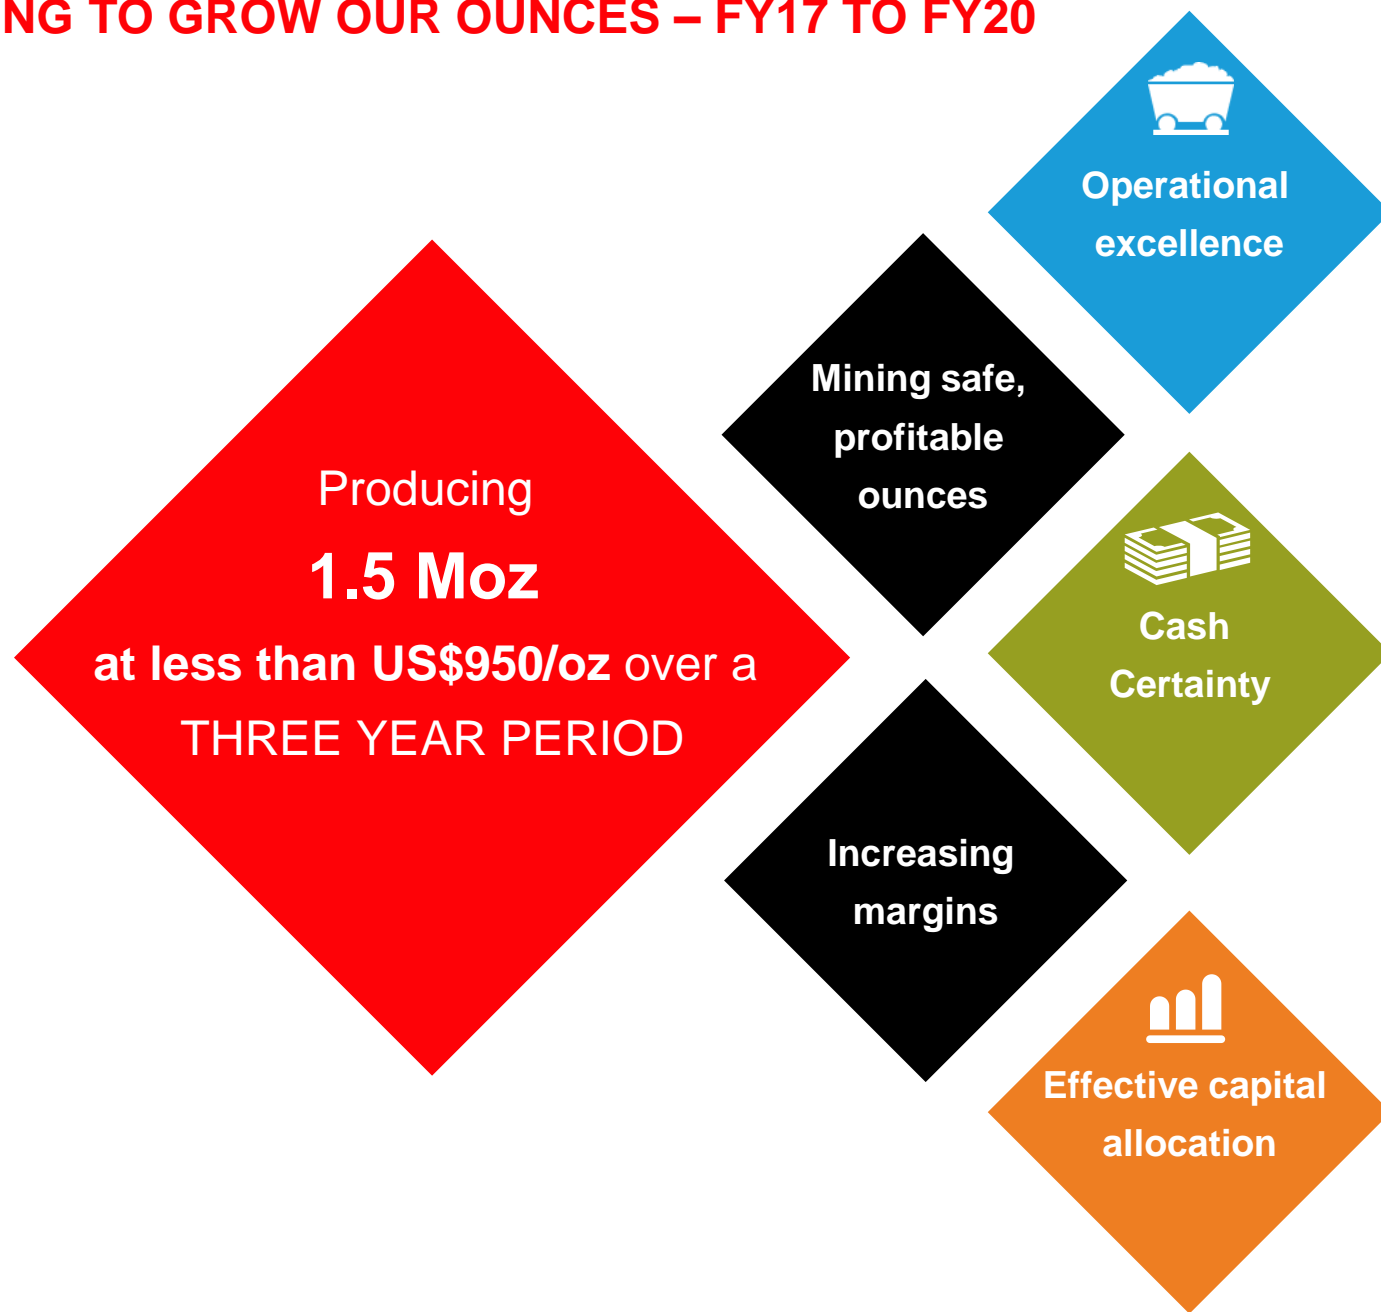 NG TO GROW OUR OUNCES – FY17 TO FY20
Producing
1.5 Moz
at less than US$950/oz over a
THREE YEAR PERIOD
Mining safe,
profitable
ounces
Increasing
margins
Operational
excellence
Cash
Certainty
Effective capital
allocation